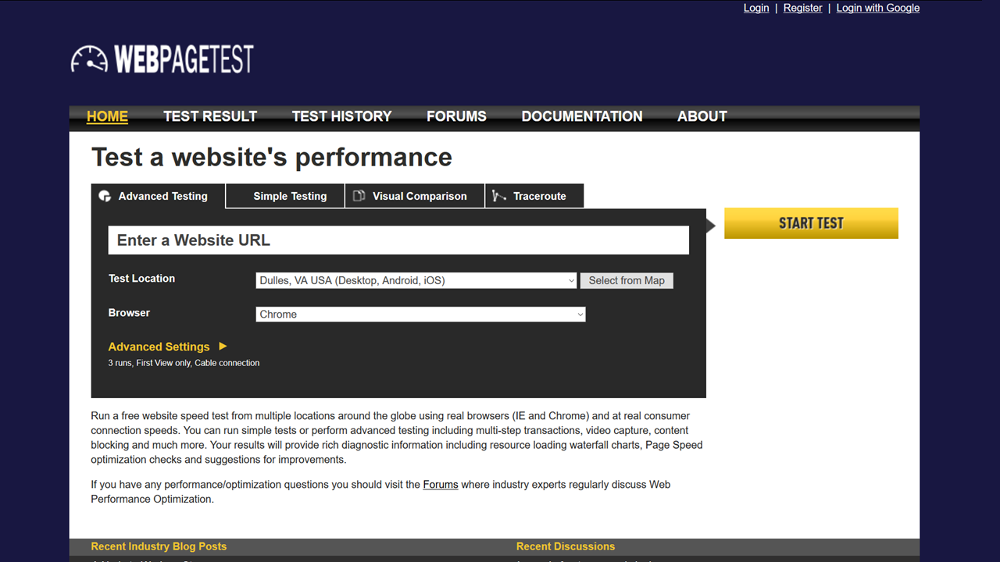 Login | Register | Login with Google
WEBPAGETEST
HOME TEST RESULT TEST HISTORY FORUMS DOCUMENTATION ABOUT
Test a website's performance
Advanced Testing Simple Testing Visual Comparison Traceroute
START TEST
Enter a Website URL
Test Location Dulles, VA USA (Desktop, Android, iOS) Select from Map
Browser Chrome
Advanced Settings
3 runs, First View only, Cable connection
Run a free website speed test from multiple locations around the globe using real browsers (IE and Chrome) and at real consumer
connection speeds. You can run simple tests or perform advanced testing including multi-step transactions, video capture, content
blocking and much more. Your results will provide rich diagnostic information including resource loading waterfall charts, Page Speed
optimization checks and suggestions for improvements.
If you have any performance/optimization questions you should visit the Forums where industry experts regularly discuss Web
Performance Optimization.
Recent Industry Blog Posts Recent Discussions